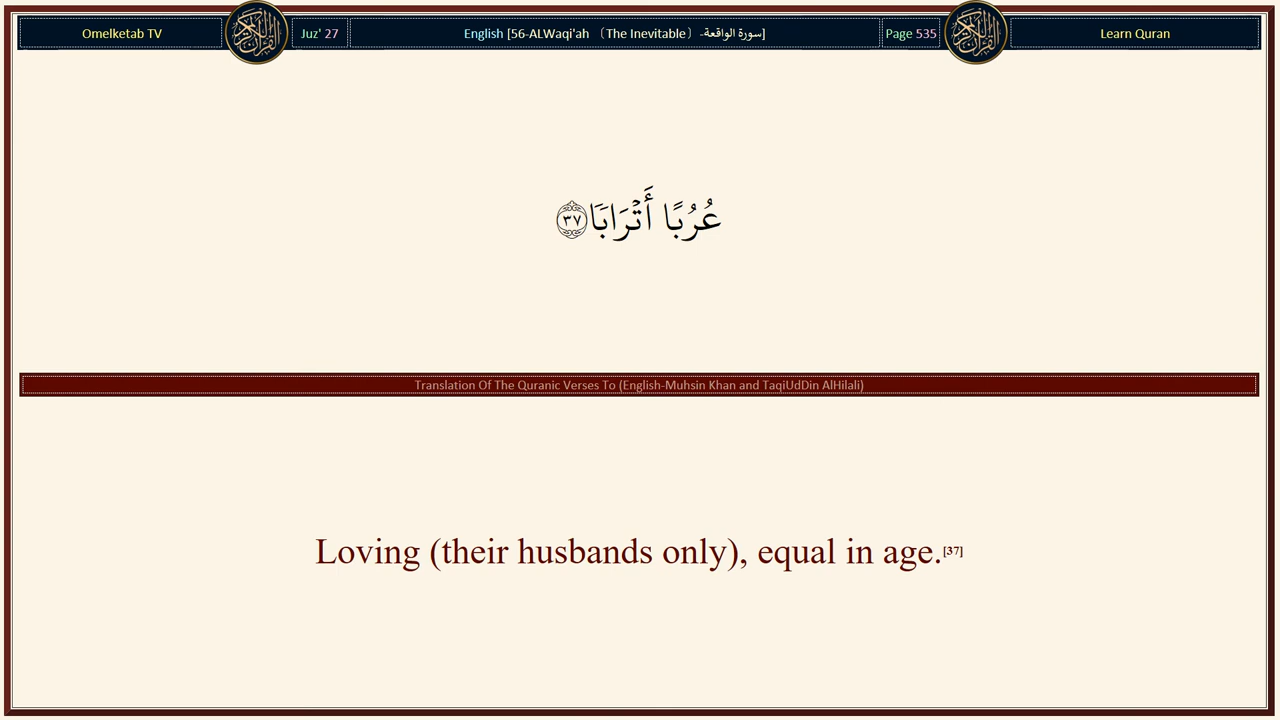 Omelketab TV
Juz' 27
English [56-ALWaqi'ah 〔The Inevitable〕 -سورة الواقعة]
Page 535
Learn Quran
عُرُبًا أَتْرَابًا ٣٧
Translation Of The Quranic Verses To (English-Muhsin Khan and TaqiUdDin AlHilali)
Loving (their husbands only), equal in age.[37]